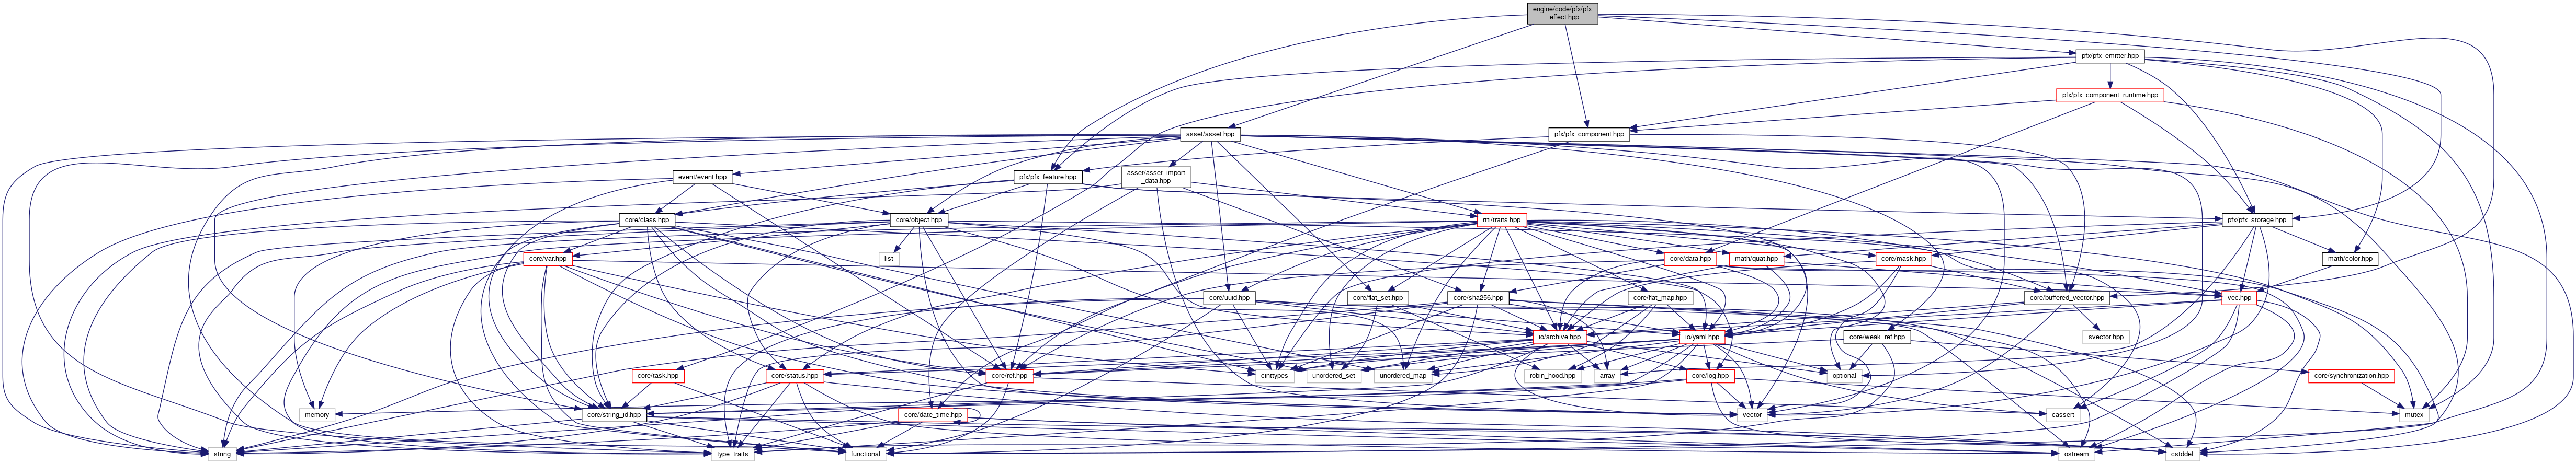 engine/code/pfx/pfx
_effect.hpp
pfx/pfx_emitter.hpp
pfx/pfx_component_runtime.hpp
asset/asset.hpp
pfx/pfx_component.hpp
event/event.hpp
pfx/pfx_feature.hpp
asset/asset_import
_data.hpp
core/class.hpp
core/object.hpp
rtti/traits.hpp
pfx/pfx_storage.hpp
core/var.hpp
list
core/data.hpp
math/quat.hpp
core/mask.hpp
math/color.hpp
core/uuid.hpp
core/flat_set.hpp
core/sha256.hpp
core/flat_map.hpp
core/buffered_vector.hpp
vec.hpp
io/archive.hpp
io/yaml.hpp
core/weak_ref.hpp
svector.hpp
core/task.hpp
core/status.hpp
core/ref.hpp
cinttypes
unordered_set
unordered_map
robin_hood.hpp
array
core/log.hpp
optional
core/synchronization.hpp
memory
core/string_id.hpp
core/date_time.hpp
vector
cassert
mutex
string
type_traits
functional
ostream
cstddef